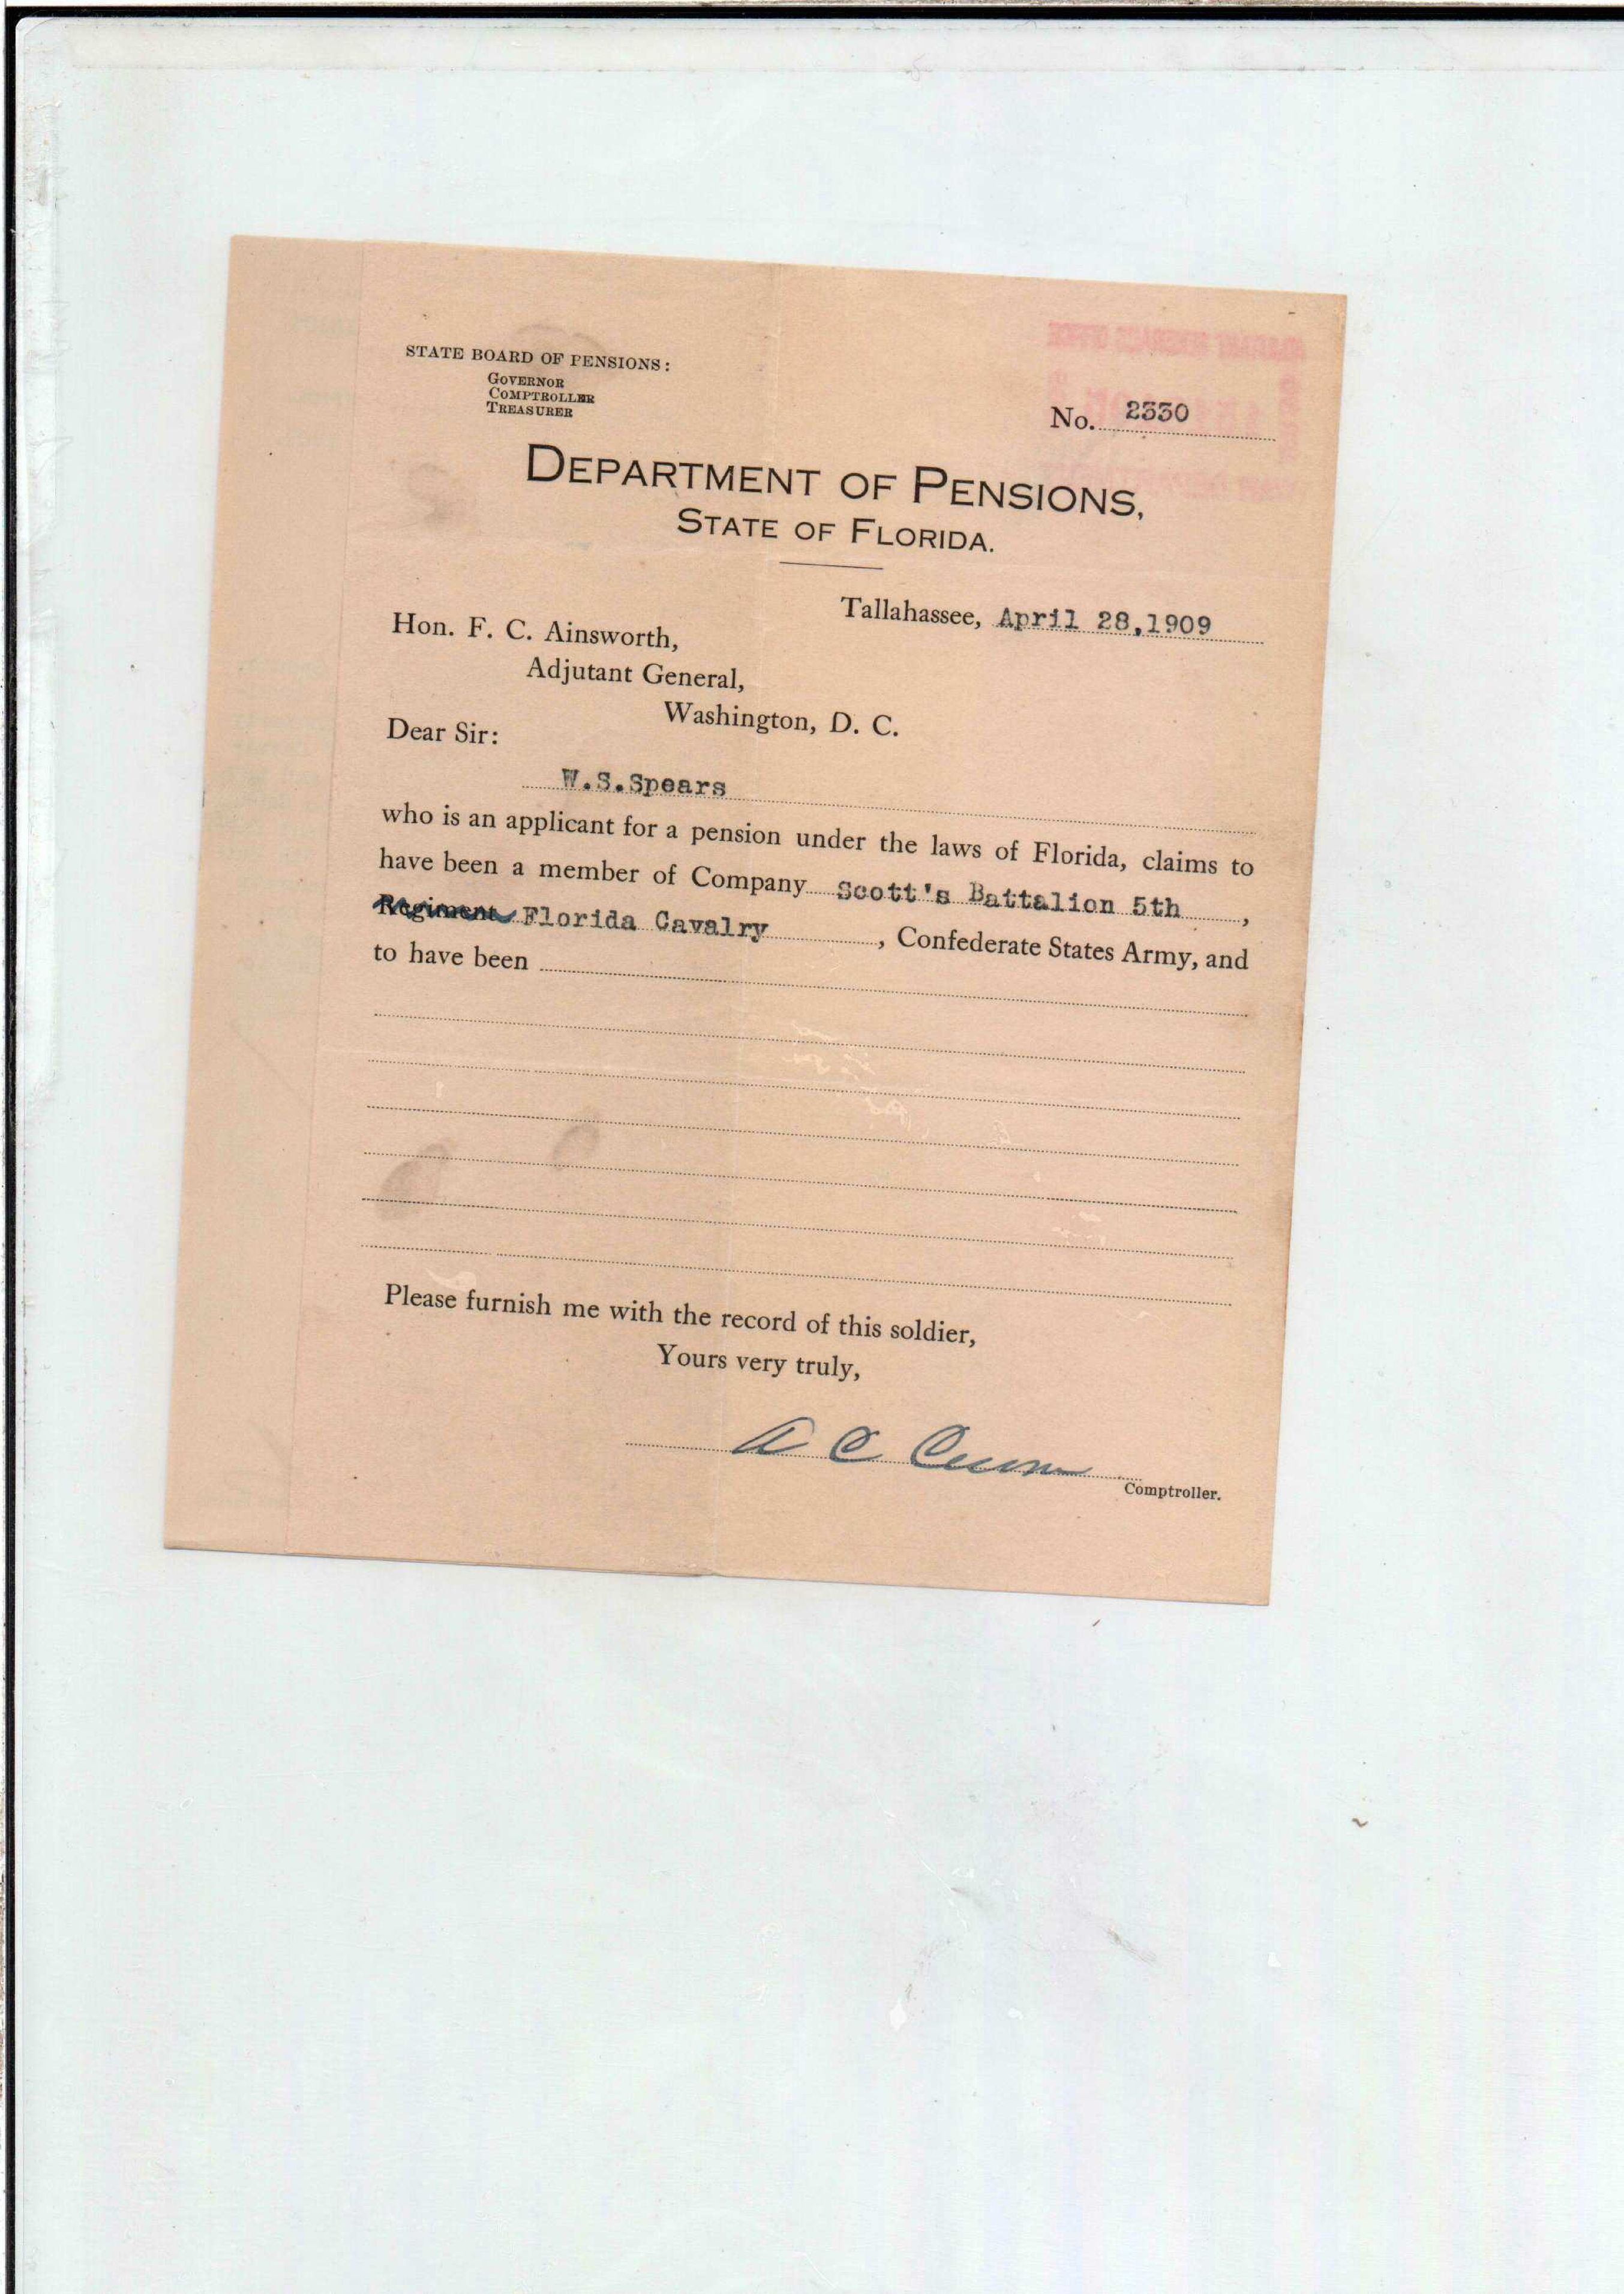 STATE BOARD OF PENSIONS:
GOVERNOR
COMPTROLLER
TREASURER
No. 2330
DEPARTMENT OF PENSIONS,
STATE OF FLORIDA.
Tallahassee, April 28,1909
Hon. F. C. Ainsworth,
Adjutant General,
Washington, D. C.
Dear Sir:
W.S.Spears
who is an applicant for a pension under the laws of Florida, claims to
have been a member of Company Scott's Battalion 5th ,
Regiment Florida Cavalry , Confederate States Army, and
to have been
Please furnish me with the record of this soldier,
Yours very truly,
A C Croom
Comptroller.